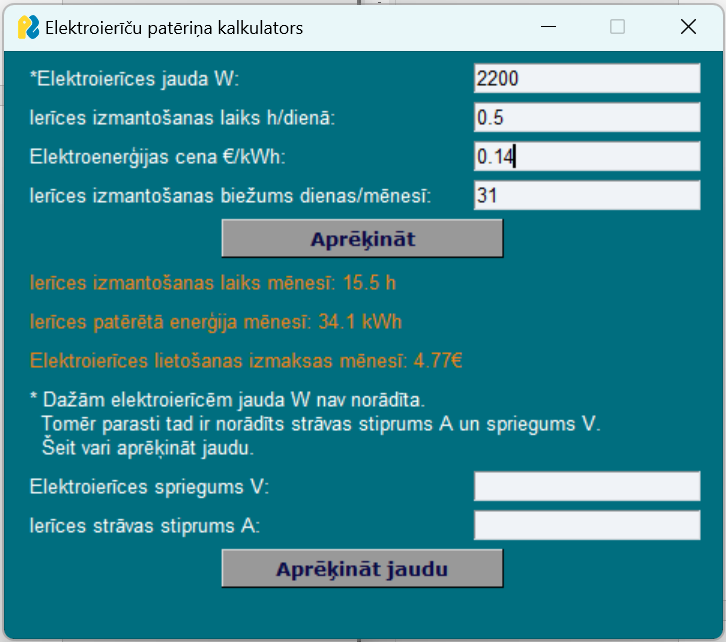 Elektroierīču patēriņa kalkulators
*Elektroierīces jauda W: 2200
Ierīces izmantošanas laiks h/dienā: 0.5
Elektroenerģijas cena €/kWh: 0.14
Ierīces izmantošanas biežums dienas/mēnesī: 31
Aprēķināt
Ierīces izmantošanas laiks mēnesī: 15.5 h
Ierīces patērētā enerģija mēnesī: 34.1 kWh
Elektroierīces lietošanas izmaksas mēnesī: 4.77€
* Dažām elektroierīcēm jauda W nav norādīta.
Tomēr parasti tad ir norādīts strāvas stiprums A un spriegums V.
Šeit vari aprēķināt jaudu.
Elektroierīces spriegums V:
Ierīces strāvas stiprums A:
Aprēķināt jaudu